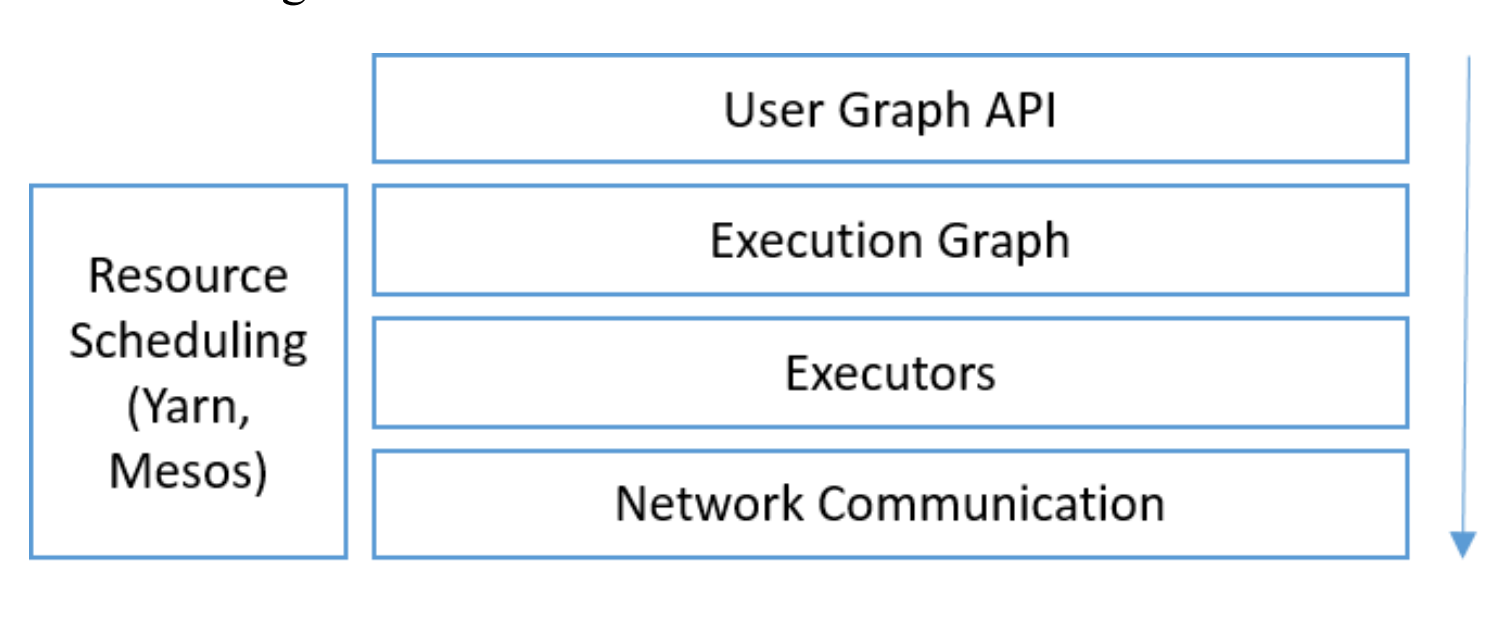 User Graph API
Execution Graph
Resource
Scheduling
(Yarn,
Mesos)
Executors
Network Communication